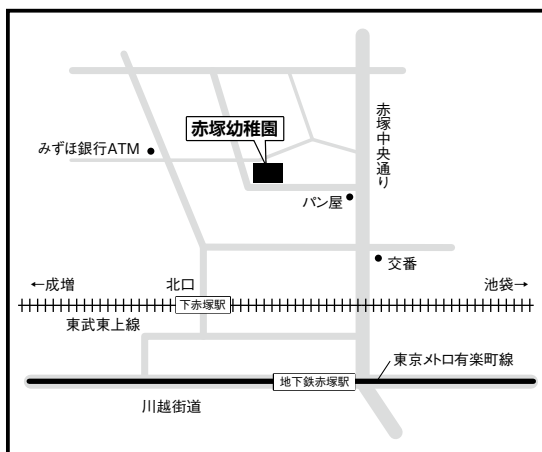 赤塚幼稚園
みずほ銀行ATM
赤塚中央通り
パン屋
交番
←成増
北口
池袋→
下赤塚駅
東武東上線
東京メトロ有楽町線
地下鉄赤塚駅
川越街道